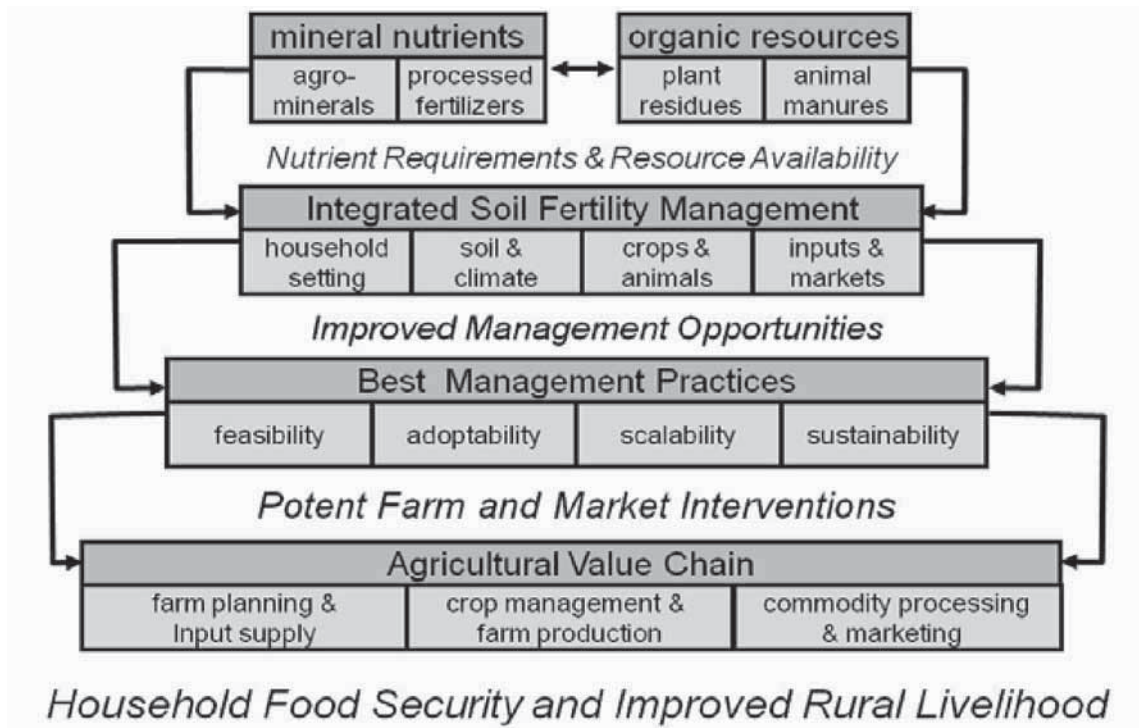 mineral nutrients
organic resources
agro-
minerals
processed
fertilizers
plant
residues
animal
manures
Nutrient Requirements & Resource Availability
Integrated Soil Fertility Management
household
setting
soil &
climate
crops &
animals
inputs &
markets
Improved Management Opportunities
Best Management Practices
feasibility
adoptability
scalability
sustainability
Potent Farm and Market Interventions
Agricultural Value Chain
farm planning &
Input supply
crop management &
farm production
commodity processing
& marketing
Household Food Security and Improved Rural Livelihood